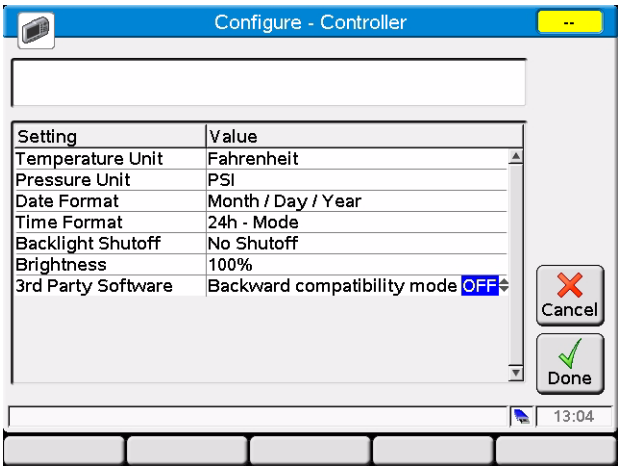 Configure - Controller --
Setting Value
Temperature Unit Fahrenheit
Pressure Unit PSI
Date Format Month / Day / Year
Time Format 24h - Mode
Backlight Shutoff No Shutoff
Brightness 100%
3rd Party Software Backward compatibility mode OFF
Cancel
Done
13:04